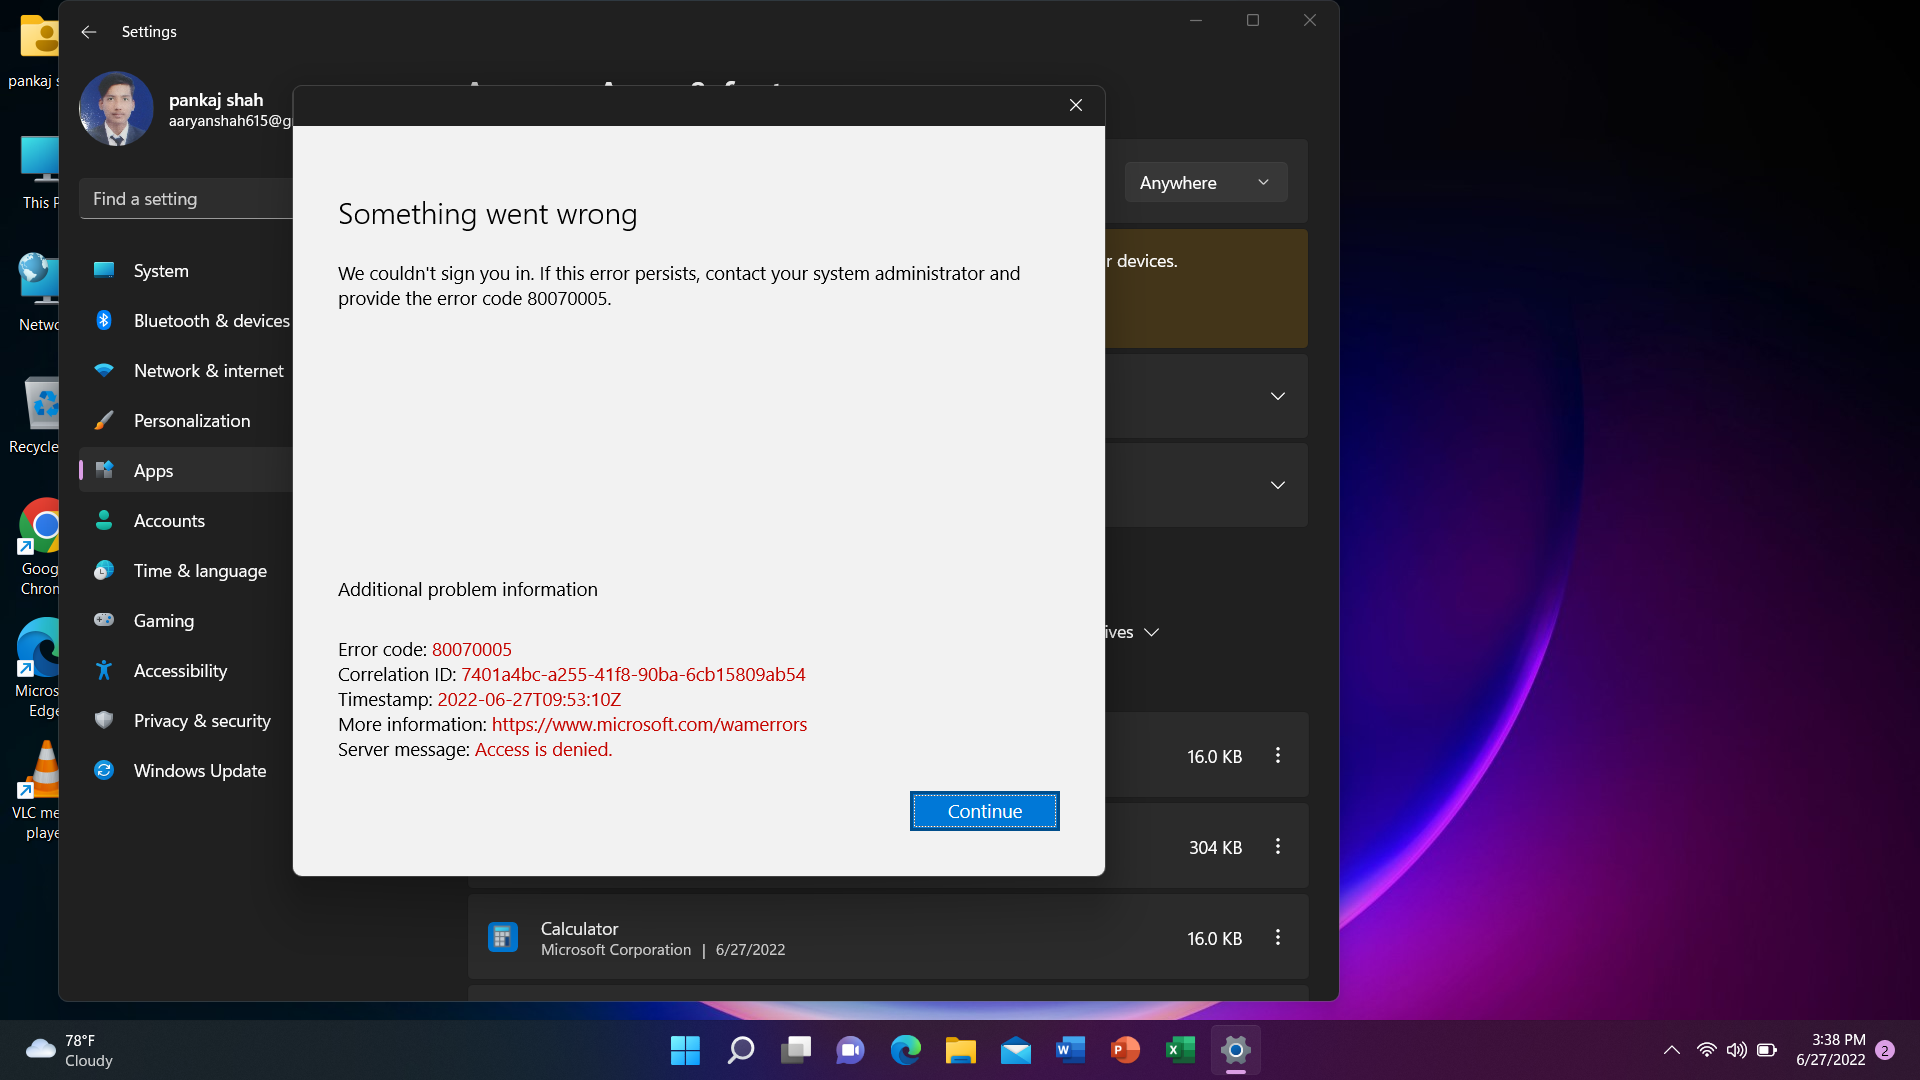 Settings
pankaj shah
aaryanshah615@g
Find a setting
System
Bluetooth & devices
Network & internet
Personalization
Apps
Accounts
Time & language
Gaming
Accessibility
Privacy & security
Windows Update
pankaj s
This P
Netwo
Recycle
Goog
Chrom
Micros
Edge
VLC me
playe
Something went wrong
We couldn't sign you in. If this error persists, contact your system administrator and
provide the error code 80070005.
Additional problem information
Error code: 80070005
Correlation ID: 7401a4bc-a255-41f8-90ba-6cb15809ab54
Timestamp: 2022-06-27T09:53:10Z
More information: https://www.microsoft.com/wamerrors
Server message: Access is denied.
Continue
Anywhere
r devices.
ives
16.0 KB
304 KB
Calculator
Microsoft Corporation | 6/27/2022
16.0 KB
78°F
Cloudy
3:38 PM
6/27/2022
2